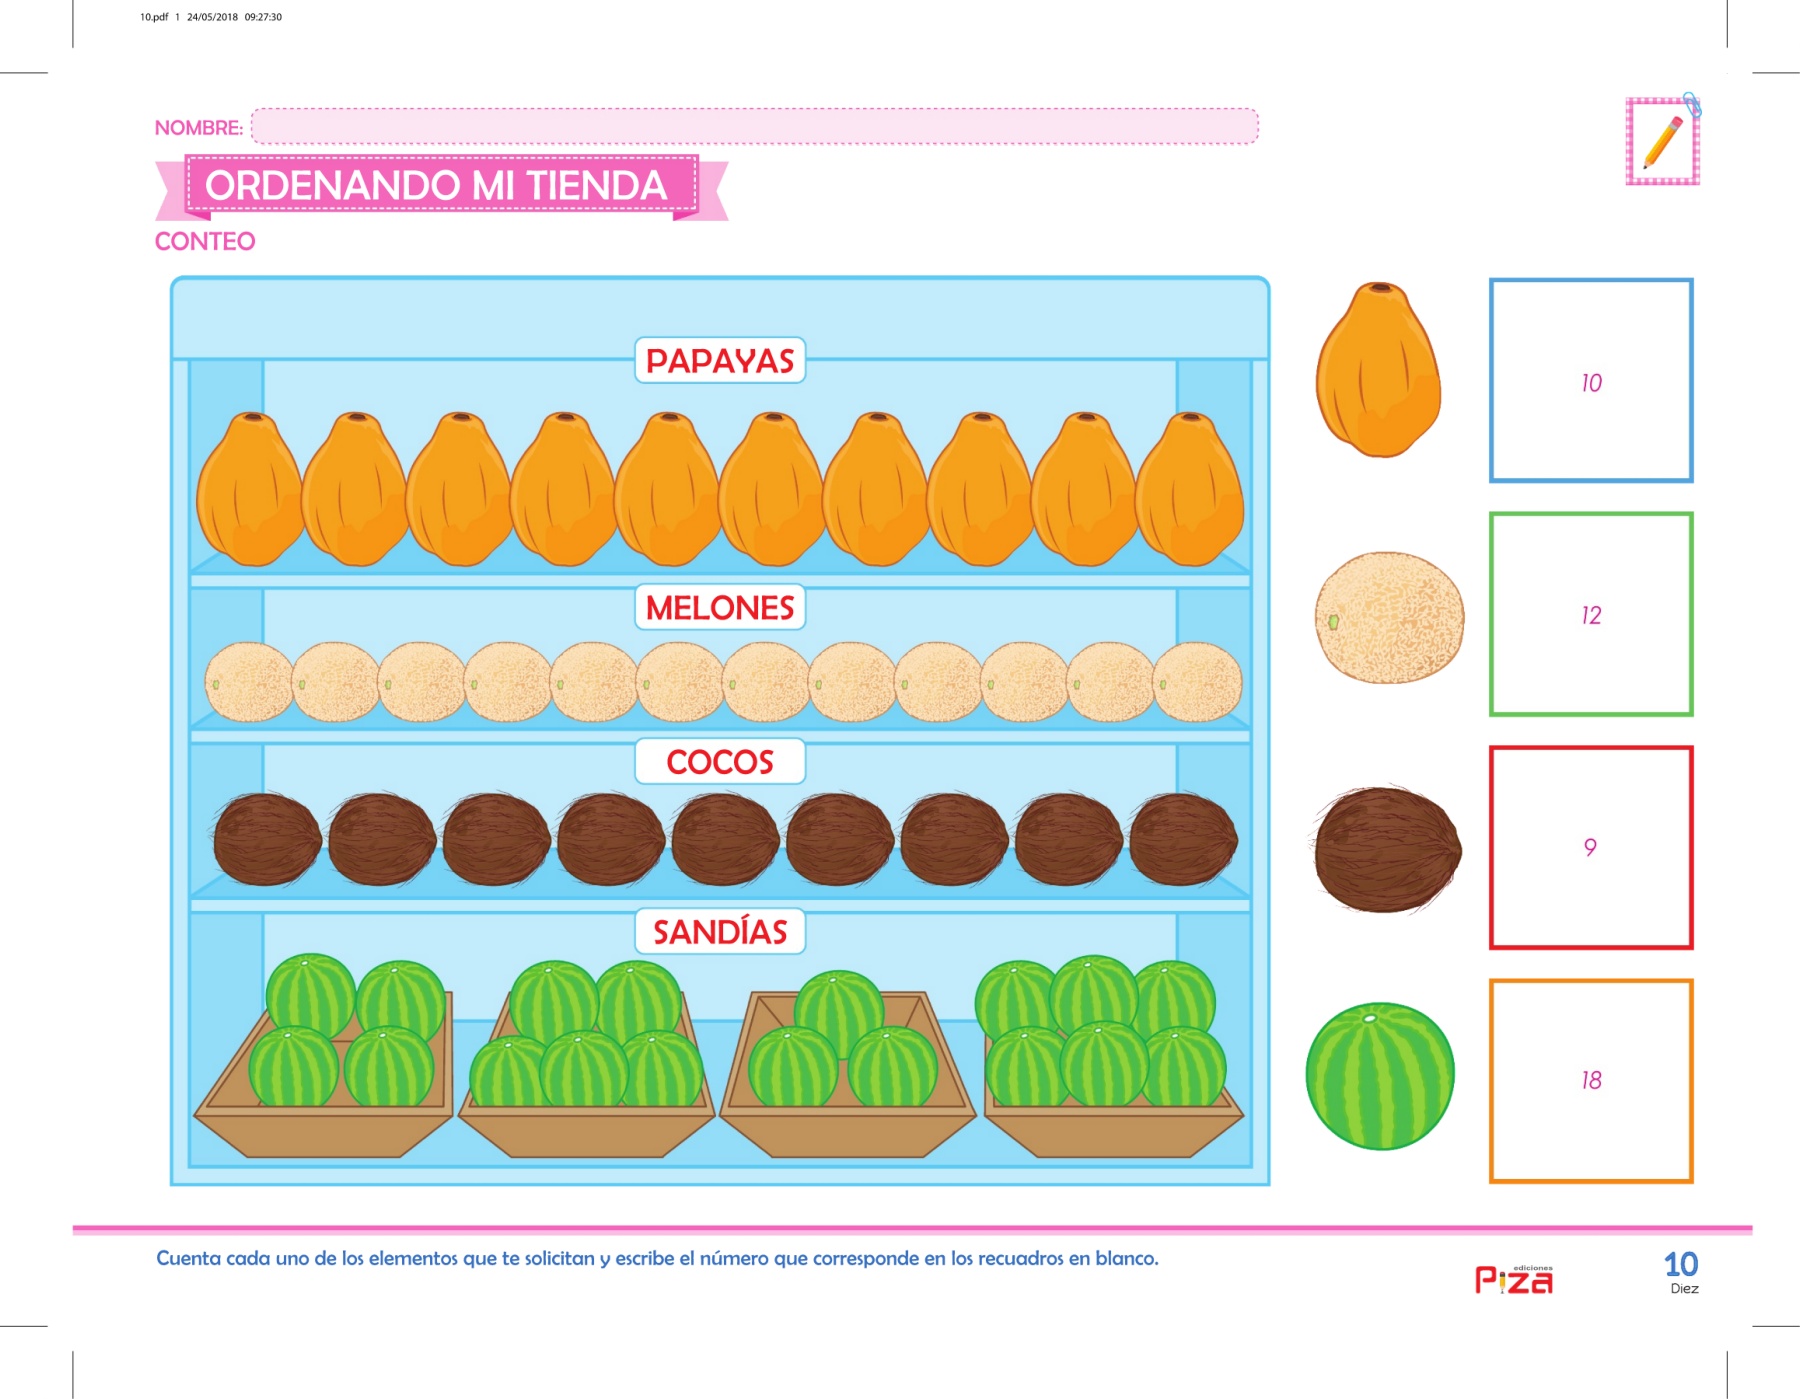 10.pdf 1 24/05/2018 09:27:30
NOMBRE:
ORDENANDO MI TIENDA
CONTEO
PAPAYAS
10
MELONES
12
COCOS
9
SANDÍAS
18
Cuenta cada uno de los elementos que te solicitan y escribe el número que corresponde en los recuadros en blanco.
ediciones
Piza
10
Diez